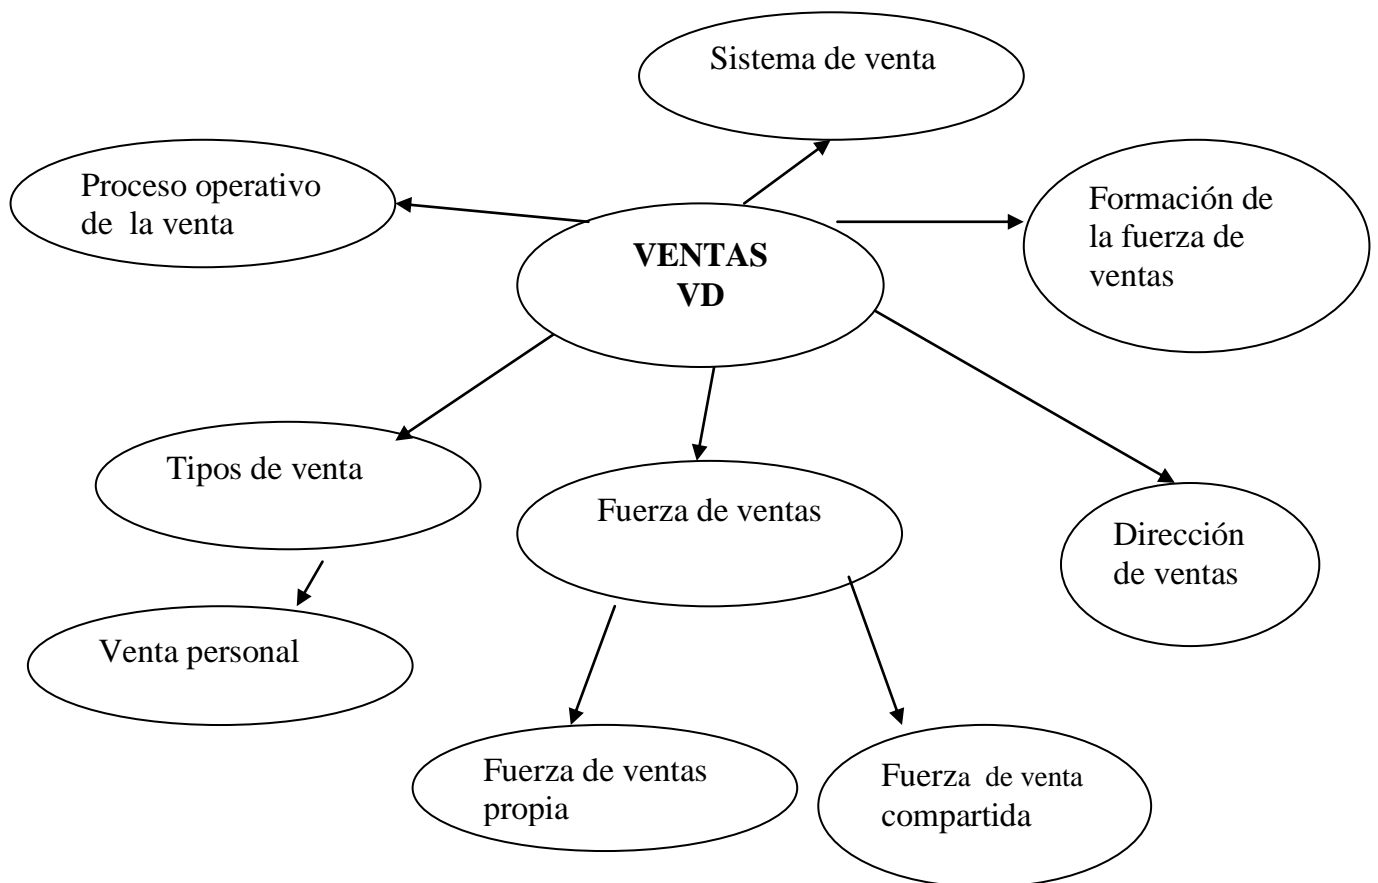 Sistema de venta
Proceso operativo
de la venta
Formación de
la fuerza de
ventas
VENTAS
VD
Tipos de venta
Fuerza de ventas
Dirección
de ventas
Venta personal
Fuerza de ventas
propia
Fuerza de venta
compartida